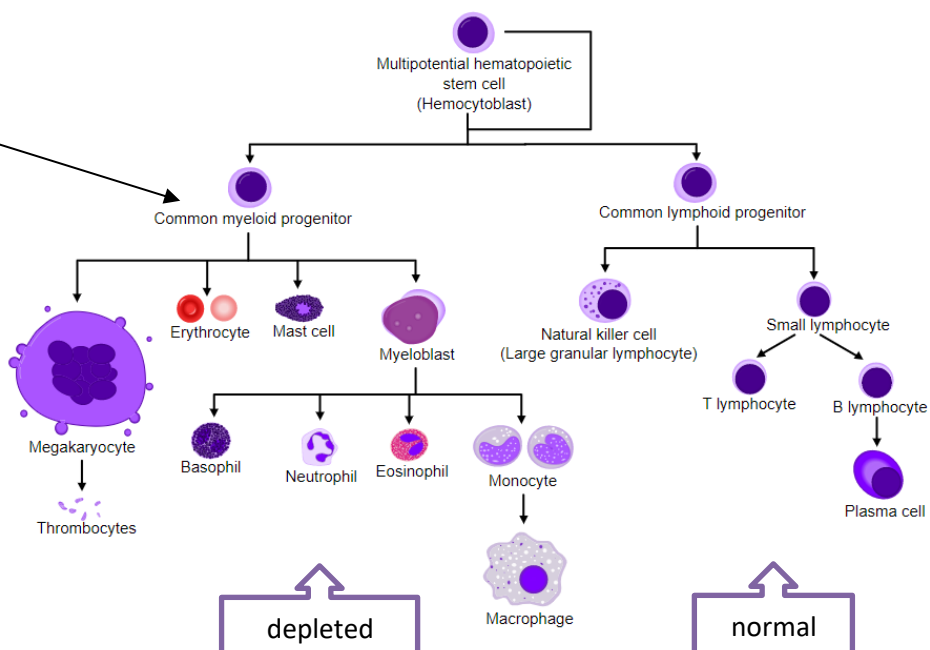 Multipotential hematopoietic
stem cell
(Hemocytoblast)
Common myeloid progenitor
Common lymphoid progenitor
Erythrocyte
Mast cell
Myeloblast
Natural killer cell
(Large granular lymphocyte)
Small lymphocyte
T lymphocyte
B lymphocyte
Megakaryocyte
Basophil
Neutrophil
Eosinophil
Monocyte
Plasma cell
Thrombocytes
Macrophage
depleted
normal